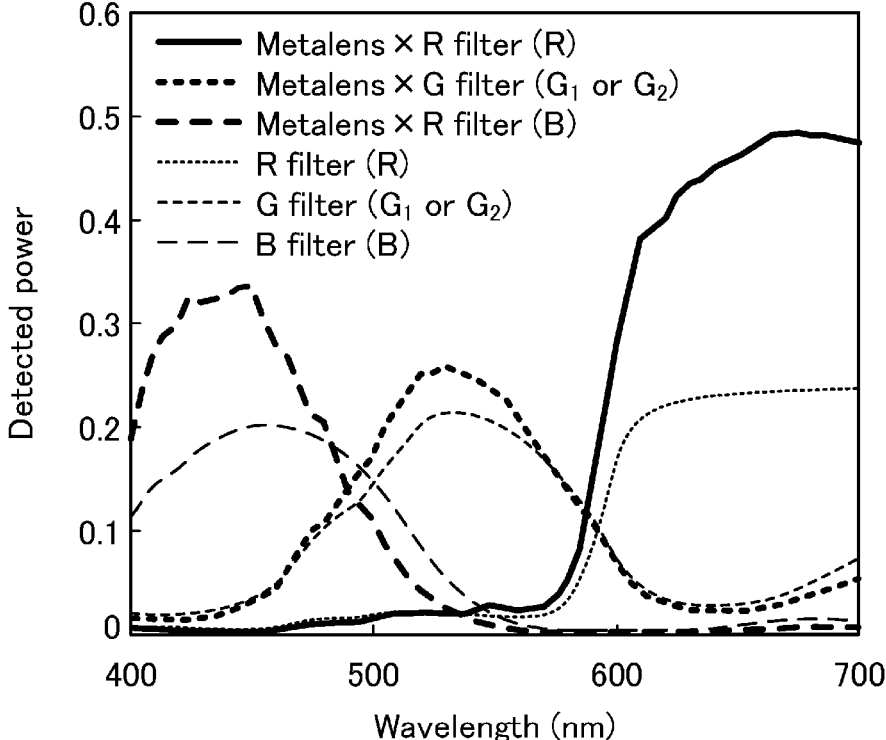 0.6
0.5
0.4
0.3
0.2
0.1
0
Detected power
Metalens × R filter (R)
Metalens × G filter (G₁ or G₂)
Metalens × R filter (B)
R filter (R)
G filter (G₁ or G₂)
B filter (B)
400 500 600 700
Wavelength (nm)